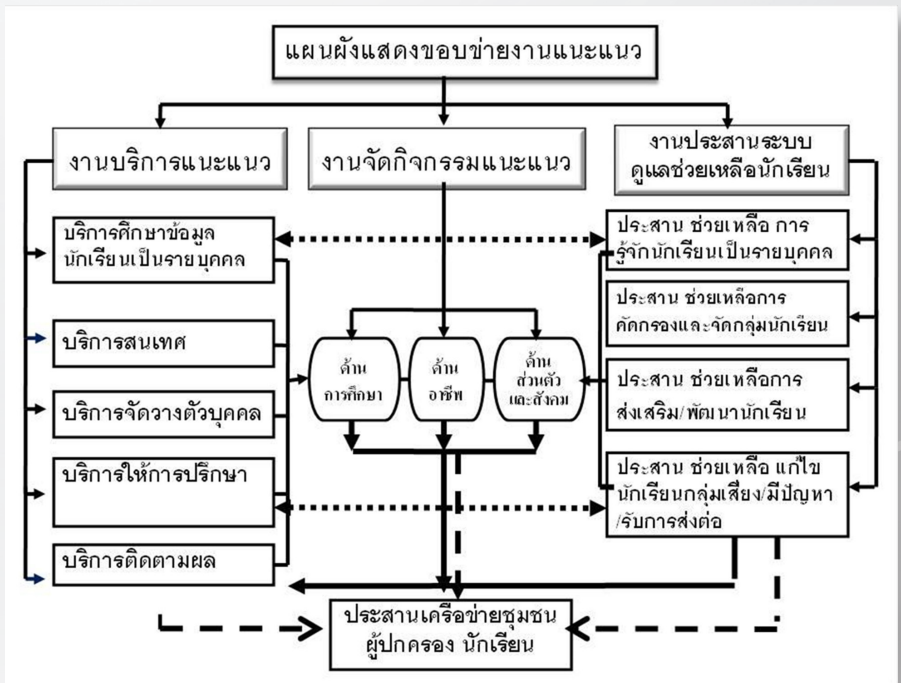 แผนผังแสดงขอบข่ายงานแนะแนว
งานบริการแนะแนว
งานจัดกิจกรรมแนะแนว
งานประสานระบบ
ดูแลช่วยเหลือนักเรียน
บริการศึกษาข้อมูล
นักเรียนเป็นรายบุคคล
บริการสนเทศ
บริการจัดวางตัวบุคคล
บริการให้การปรึกษา
บริการติดตามผล
ด้าน
การศึกษา
ด้าน
อาชีพ
ด้าน
ส่วนตัว
และสังคม
ประสาน ช่วยเหลือ การ
รู้จักนักเรียนเป็นรายบุคคล
ประสาน ช่วยเหลือการ
คัดกรองและจัดกลุ่มนักเรียน
ประสาน ช่วยเหลือการ
ส่งเสริม/พัฒนานักเรียน
ประสาน ช่วยเหลือ แก้ไข
นักเรียนกลุ่มเสี่ยง/มีปัญหา
/รับการส่งต่อ
ประสานเครือข่ายชุมชน
ผู้ปกครอง นักเรียน